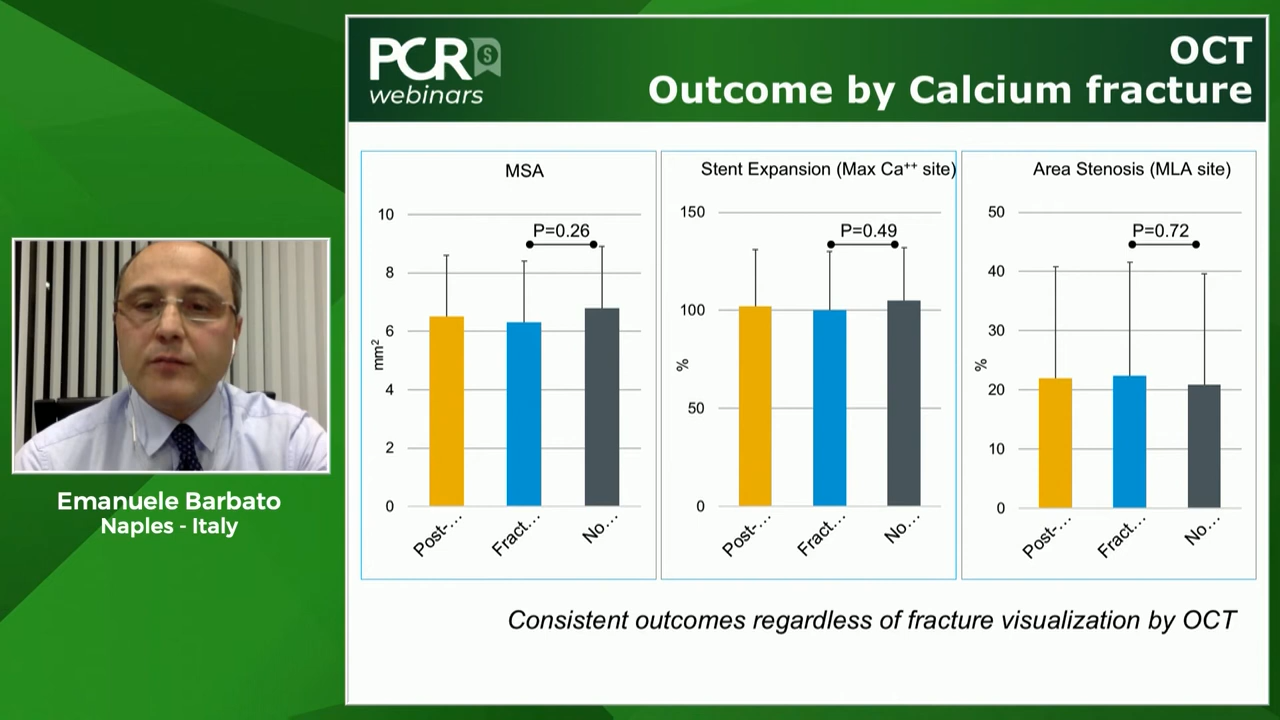 PCR
webinars
OCT
Outcome by Calcium fracture
MSA
10
8
6
4
2
0
mm²
P=0.26
Post-...
Fract...
No...
Stent Expansion (Max Ca⁺⁺ site)
150
100
50
0
%
P=0.49
Post-...
Fract...
No...
Area Stenosis (MLA site)
50
40
30
20
10
0
%
P=0.72
Post-...
Fract...
No...
Consistent outcomes regardless of fracture visualization by OCT
Emanuele Barbato
Naples - Italy